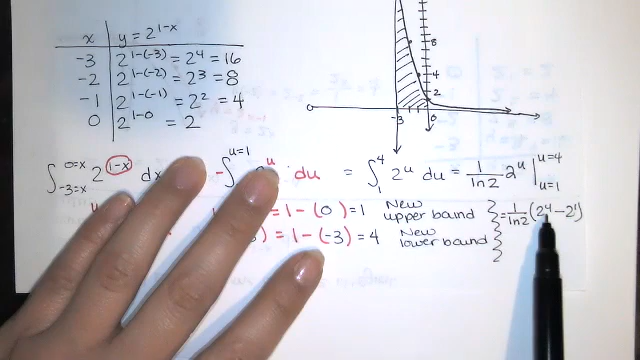 x | y = 2^{1-x}
-3 | 2^{1-(-3)} = 2^4 = 16
-2 | 2^{1-(-2)} = 2^3 = 8
-1 | 2^{1-(-1)} = 2^2 = 4
0 | 2^{1-0} = 2
8
4
2
-3 0
∫_{-3=x}^{0=x} 2^{1-x} dx -∫^{u=1} 2^u du = ∫_1^4 2^u du = 1/ln2 2^u |_{u=1}^{u=4}
u = 1-(0) = 1 New upper bound
) = 1-(-3) = 4 New lower bound
= 1/ln2 (2^4 - 2^1)